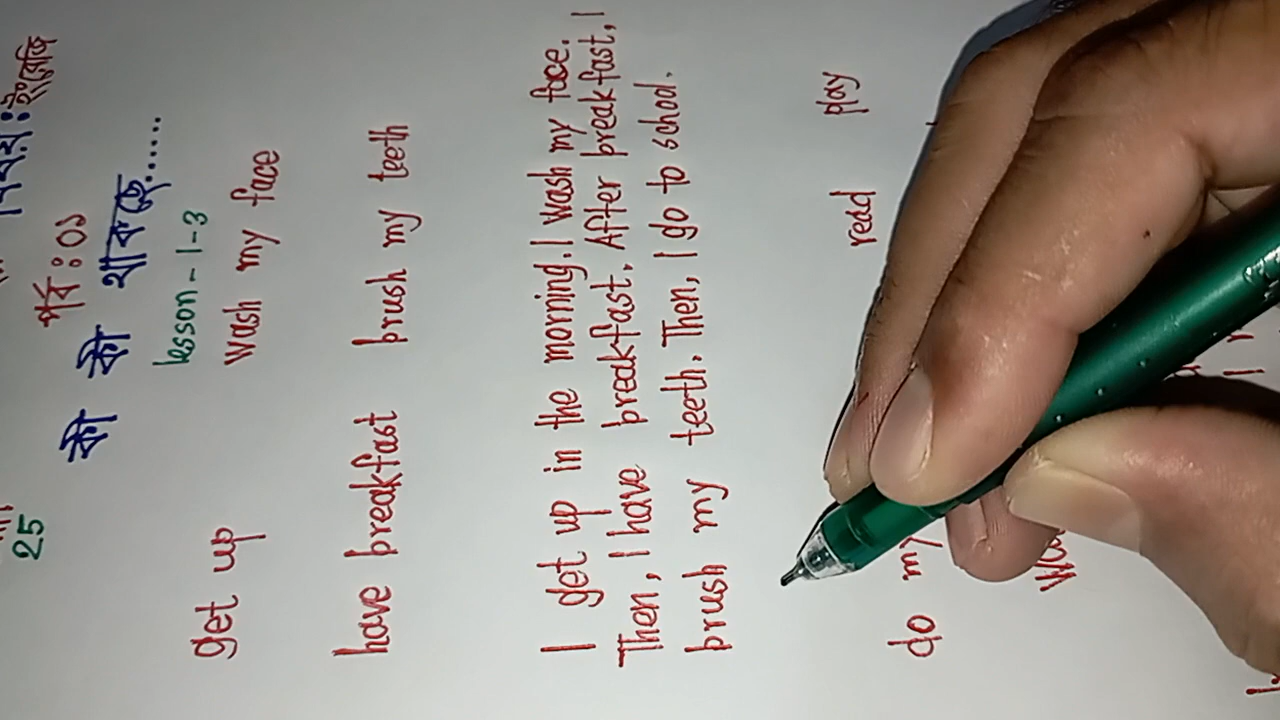 বিষয় : ইংরেজি
25
পর্ব : ০১
কী কী থাকছে......
lesson - 1-3
get up wash my face
have breakfast brush my teeth
I get up in the morning. I wash my face.
Then, I have breakfast. After breakfast, I
brush my teeth. Then, I go to school.
read play
do my